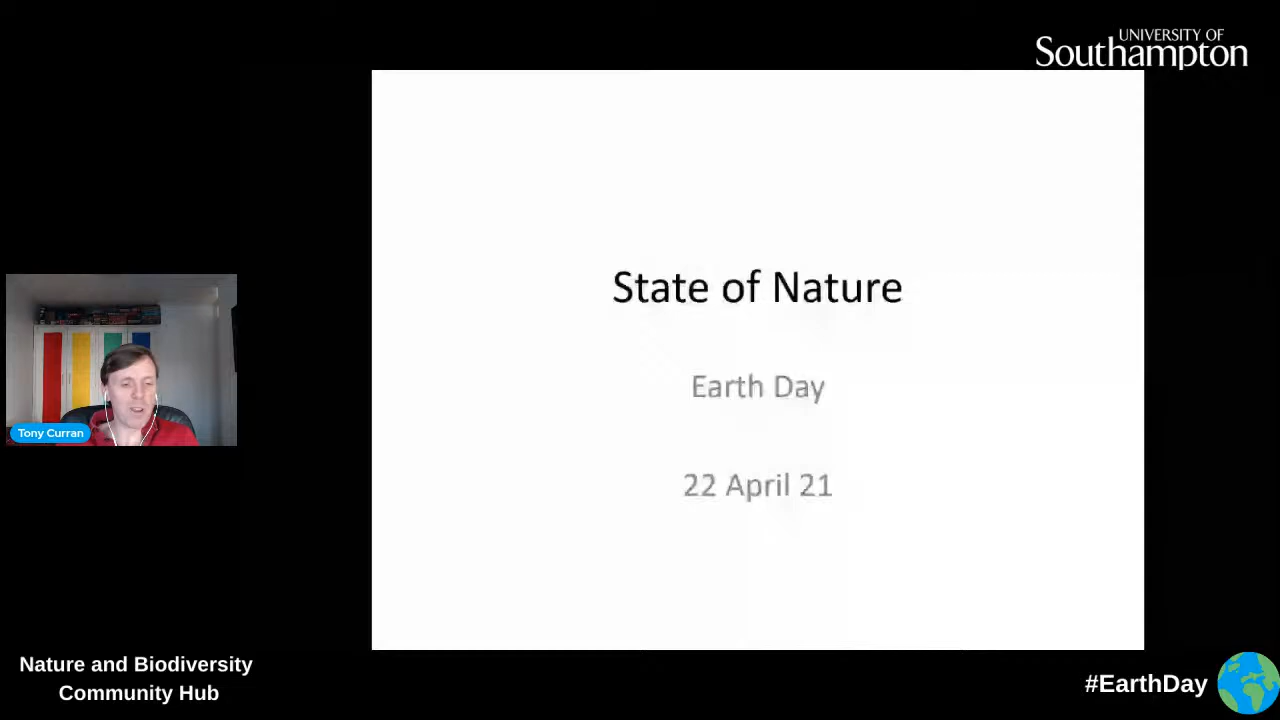 UNIVERSITY OF
Southampton
State of Nature
Earth Day
22 April 21
Tony Curran
Nature and Biodiversity
Community Hub
#EarthDay